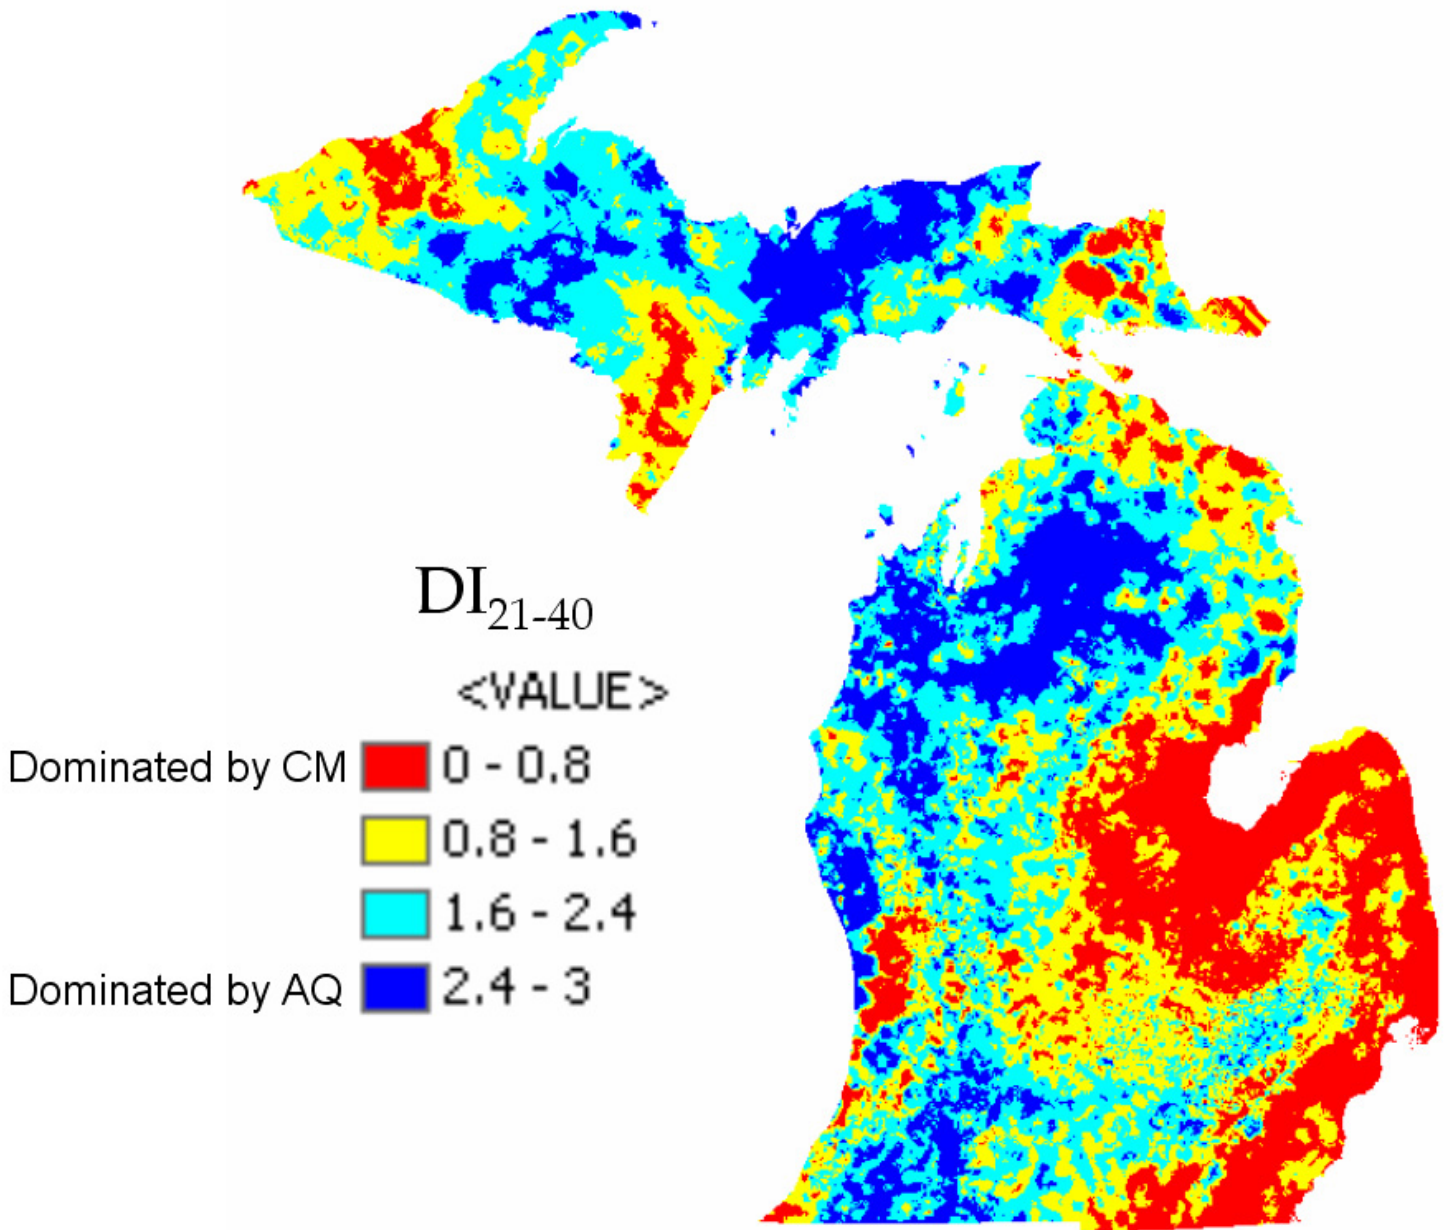 DI21-40
<VALUE>
Dominated by CM 0 - 0.8
0.8 - 1.6
1.6 - 2.4
Dominated by AQ 2.4 - 3